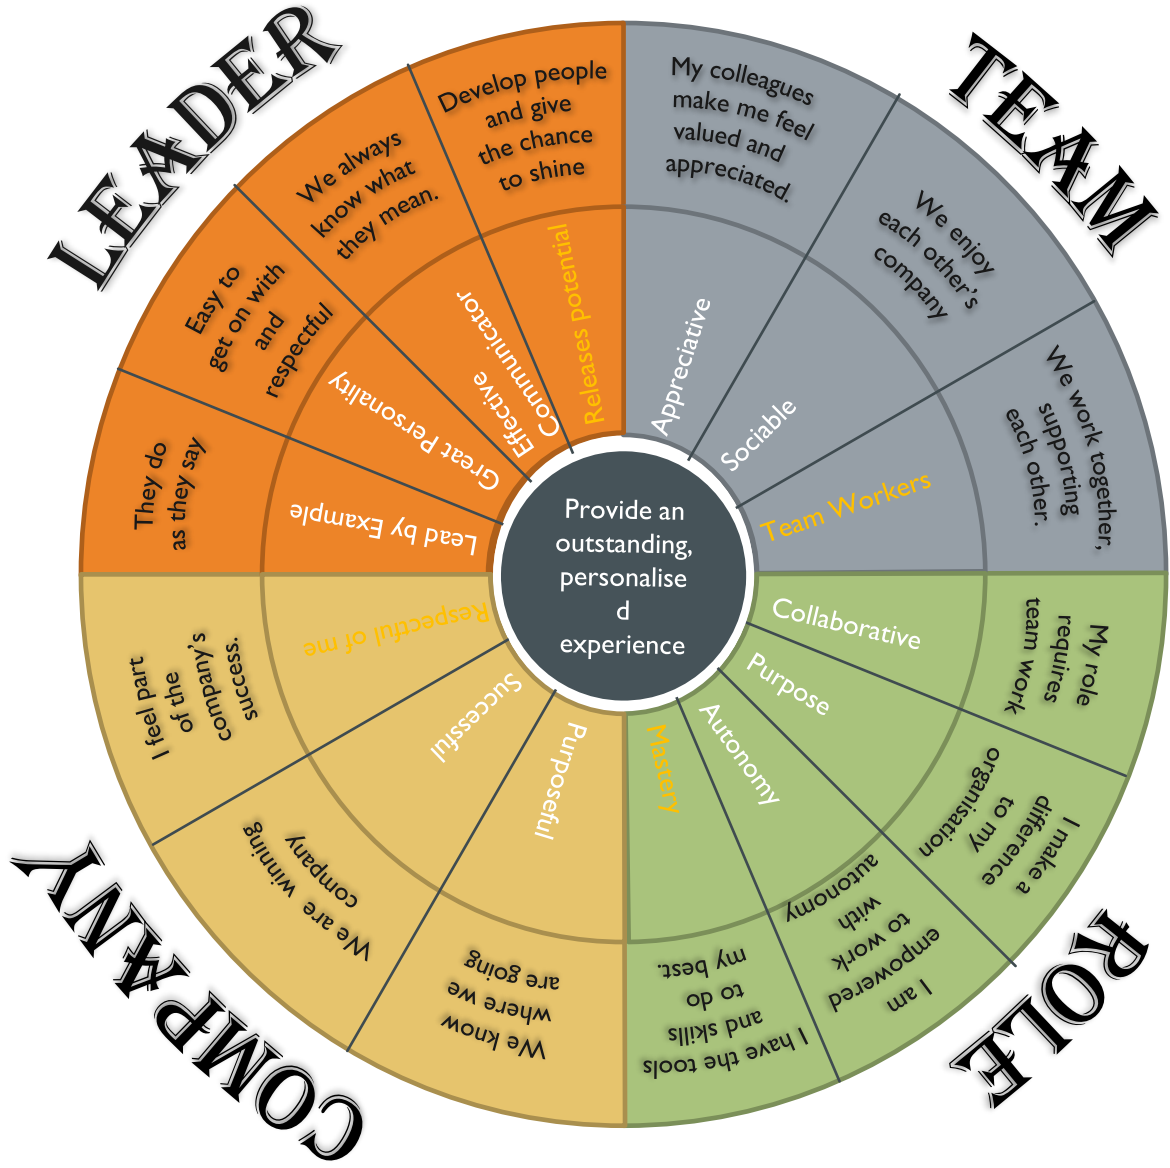 LEADER
Develop people
and give
the chance
to shine
Releases potential
We always
know what
they mean.
Effective
Communicator
Easy to
get on with
and
respectful
Great Personality
They do
as they say
Lead by Example
TEAM
My colleagues
make me feel
valued and
appreciated.
Appreciative
We enjoy
each other's
company
Sociable
We work together,
supporting
each other.
Team Workers
Provide an
outstanding,
personalise
d
experience
ROLE
My role
requires
team work
Collaborative
I make a
difference
to my
organisation
Purpose
I am
empowered
to work
with
autonomy
Autonomy
I have the tools
and skills
to do
my best.
Mastery
COMPANY
We know
where we
are going
Purposeful
We are winning
company
Successful
I feel part
of the
company's
success.
Respectful of me